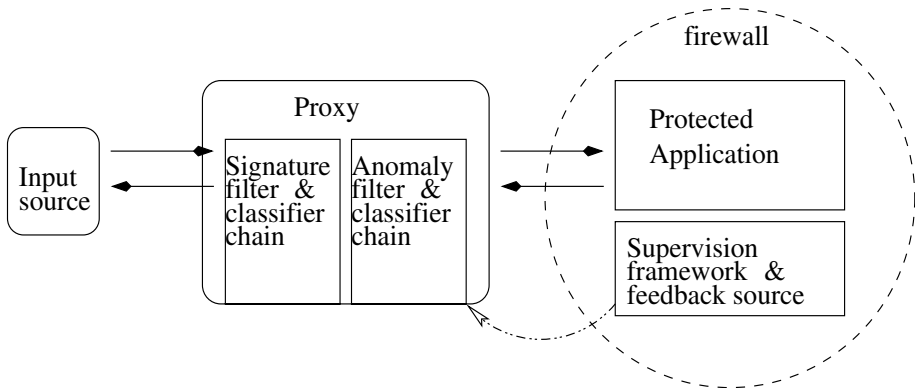 firewall
Proxy
Input
source
Signature
filter &
classifier
chain
Anomaly
filter &
classifier
chain
Protected
Application
Supervision
framework &
feedback source